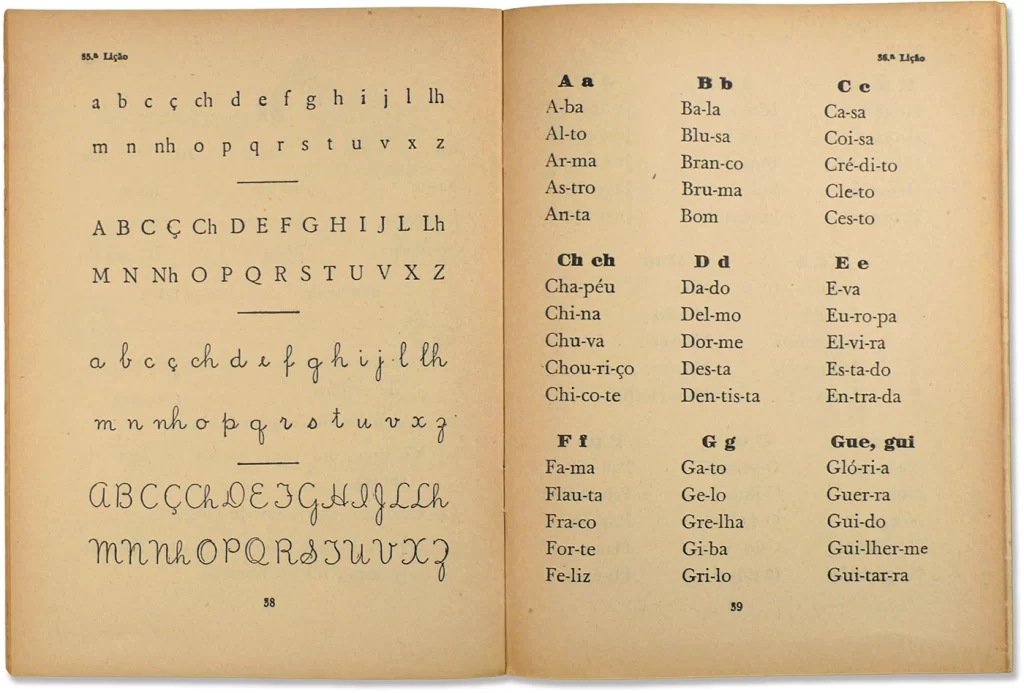 35.ª Lição
a b c ç ch d e f g h i j l lh
m n nh o p q r s t u v x z
A B C Ç Ch D E F G H I J L Lh
M N Nh O P Q R S T U V X Z
a b c ç ch d e f g h i j l lh
m n nh o p q r s t u v x z
A B C Ç Ch D E F G H I J L Lh
M N Nh O P Q R S T U V X Z
38
36.ª Lição
A a
A-ba
Al-to
Ar-ma
As-tro
An-ta
B b
Ba-la
Blu-sa
Bran-co
Bru-ma
Bom
C c
Ca-sa
Coi-sa
Cré-di-to
Cle-to
Ces-to
Ch ch
Cha-péu
Chi-na
Chu-va
Chou-ri-ço
Chi-co-te
D d
Da-do
Del-mo
Dor-me
Des-ta
Den-tis-ta
E e
E-va
Eu-ro-pa
El-vi-ra
Es-ta-do
En-tra-da
F f
Fa-ma
Flau-ta
Fra-co
For-te
Fe-liz
G g
Ga-to
Ge-lo
Gre-lha
Gi-ba
Gri-lo
Gue, gui
Gló-ri-a
Guer-ra
Gui-do
Gui-lher-me
Gui-tar-ra
39